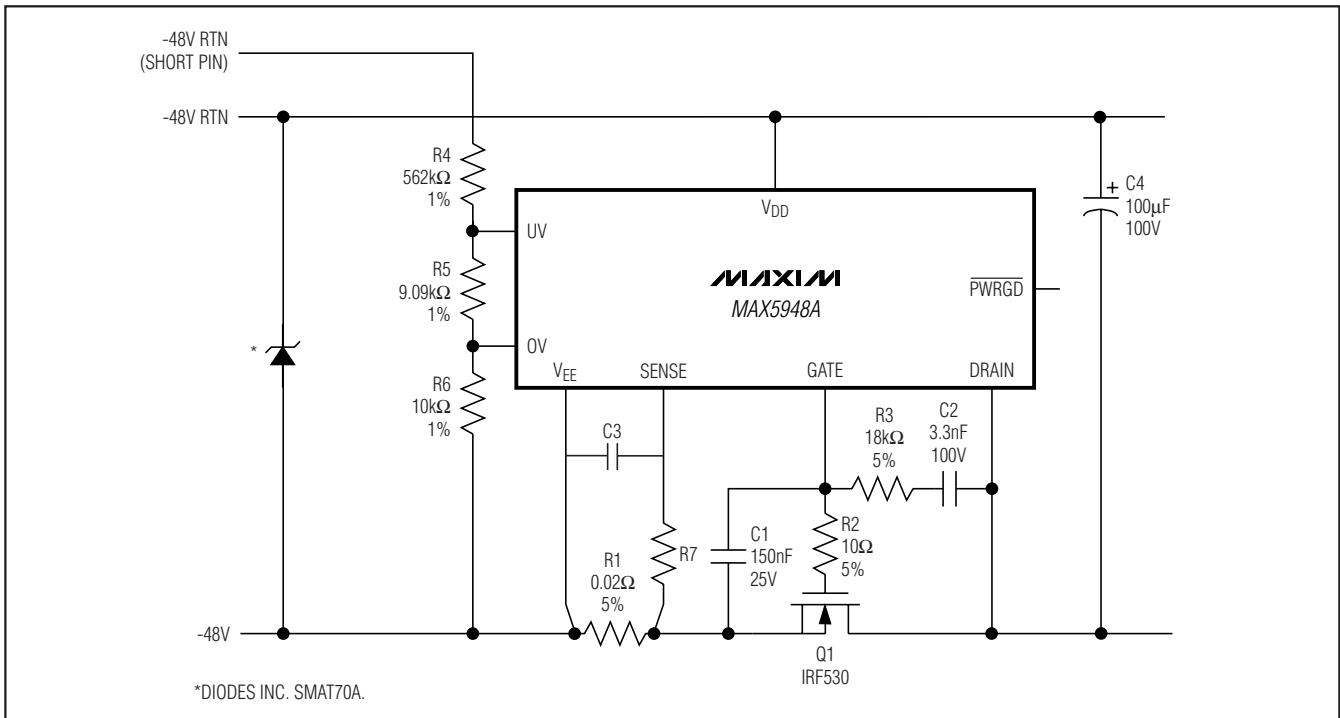 -48V RTN
(SHORT PIN)
-48V RTN
R4
562kΩ
1%
UV
R5
9.09kΩ
1%
OV
R6
10kΩ
1%
*
VDD
MAXIM
MAX5948A
PWRGD
VEE
SENSE
GATE
DRAIN
+
C4
100μF
100V
C3
R7
R1
0.02Ω
5%
C1
150nF
25V
R3
18kΩ
5%
C2
3.3nF
100V
R2
10Ω
5%
-48V
Q1
IRF530
*DIODES INC. SMAT70A.